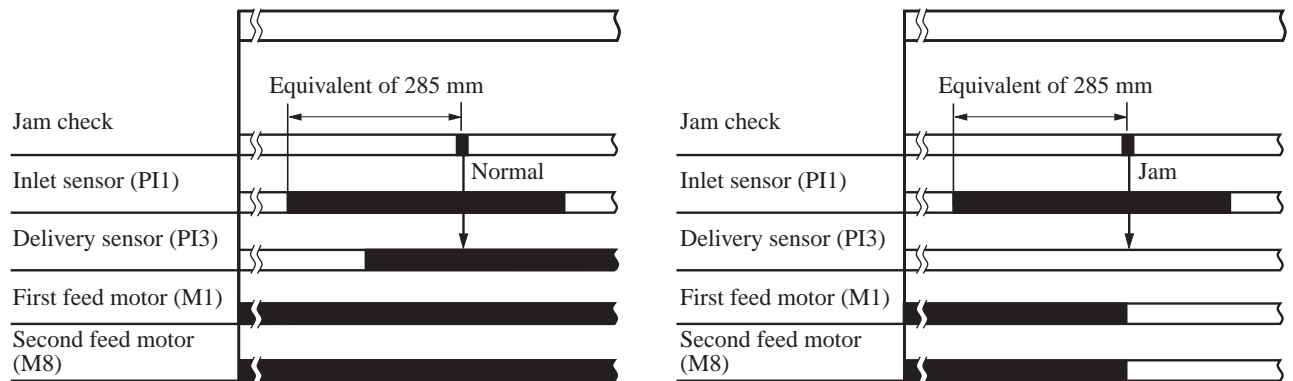 Equivalent of 285 mm
Jam check
Normal
Inlet sensor (PI1)
Delivery sensor (PI3)
First feed motor (M1)
Second feed motor
(M8)
Equivalent of 285 mm
Jam check
Jam
Inlet sensor (PI1)
Delivery sensor (PI3)
First feed motor (M1)
Second feed motor
(M8)